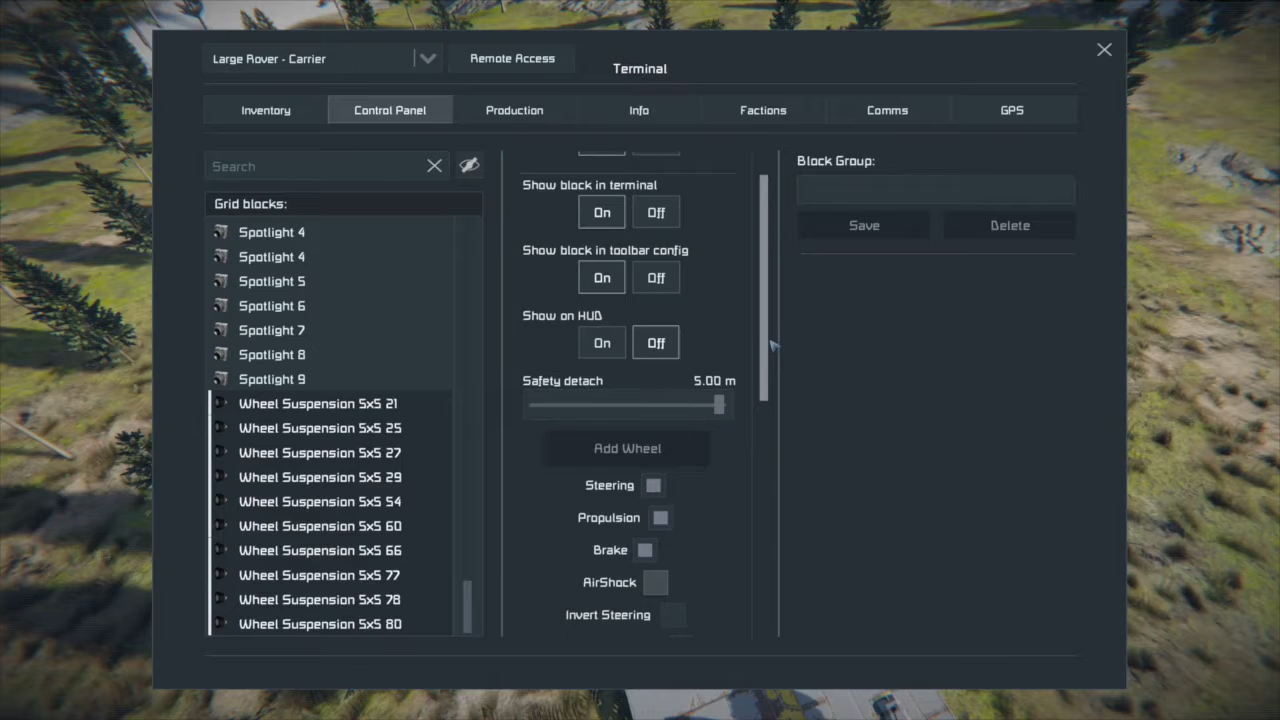 Large Rover - Carrier
Remote Access
Terminal
Inventory
Control Panel
Production
Info
Factions
Comms
GPS
Search
Grid blocks:
Spotlight 4
Spotlight 4
Spotlight 5
Spotlight 6
Spotlight 7
Spotlight 8
Spotlight 9
Wheel Suspension 5x5 21
Wheel Suspension 5x5 25
Wheel Suspension 5x5 27
Wheel Suspension 5x5 29
Wheel Suspension 5x5 54
Wheel Suspension 5x5 60
Wheel Suspension 5x5 66
Wheel Suspension 5x5 77
Wheel Suspension 5x5 78
Wheel Suspension 5x5 80
Show block in terminal
On Off
Show block in toolbar config
On Off
Show on HUD
On Off
Safety detach 5.00 m
Add Wheel
Steering
Propulsion
Brake
AirShock
Invert Steering
Block Group:
Save Delete